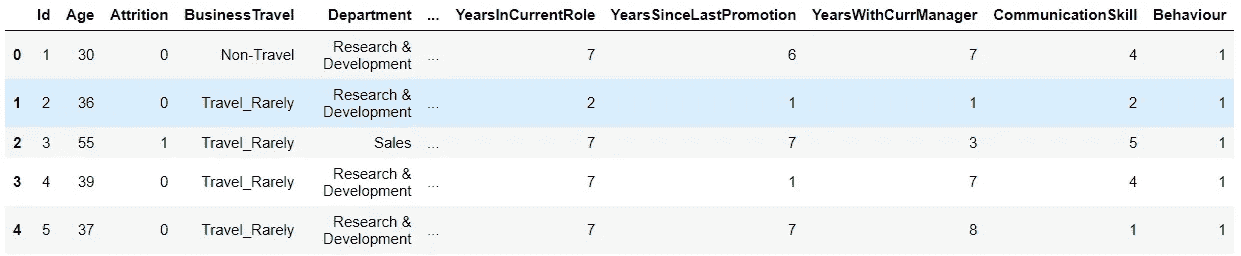 Id Age Attrition BusinessTravel Department ... YearsInCurrentRole YearsSinceLastPromotion YearsWithCurrManager CommunicationSkill Behaviour
0 1 30 0 Non-Travel Research & Development ... 7 6 7 4 1
1 2 36 0 Travel_Rarely Research & Development ... 2 1 1 2 1
2 3 55 1 Travel_Rarely Sales ... 7 7 3 5 1
3 4 39 0 Travel_Rarely Research & Development ... 7 1 7 4 1
4 5 37 0 Travel_Rarely Research & Development ... 7 7 8 1 1